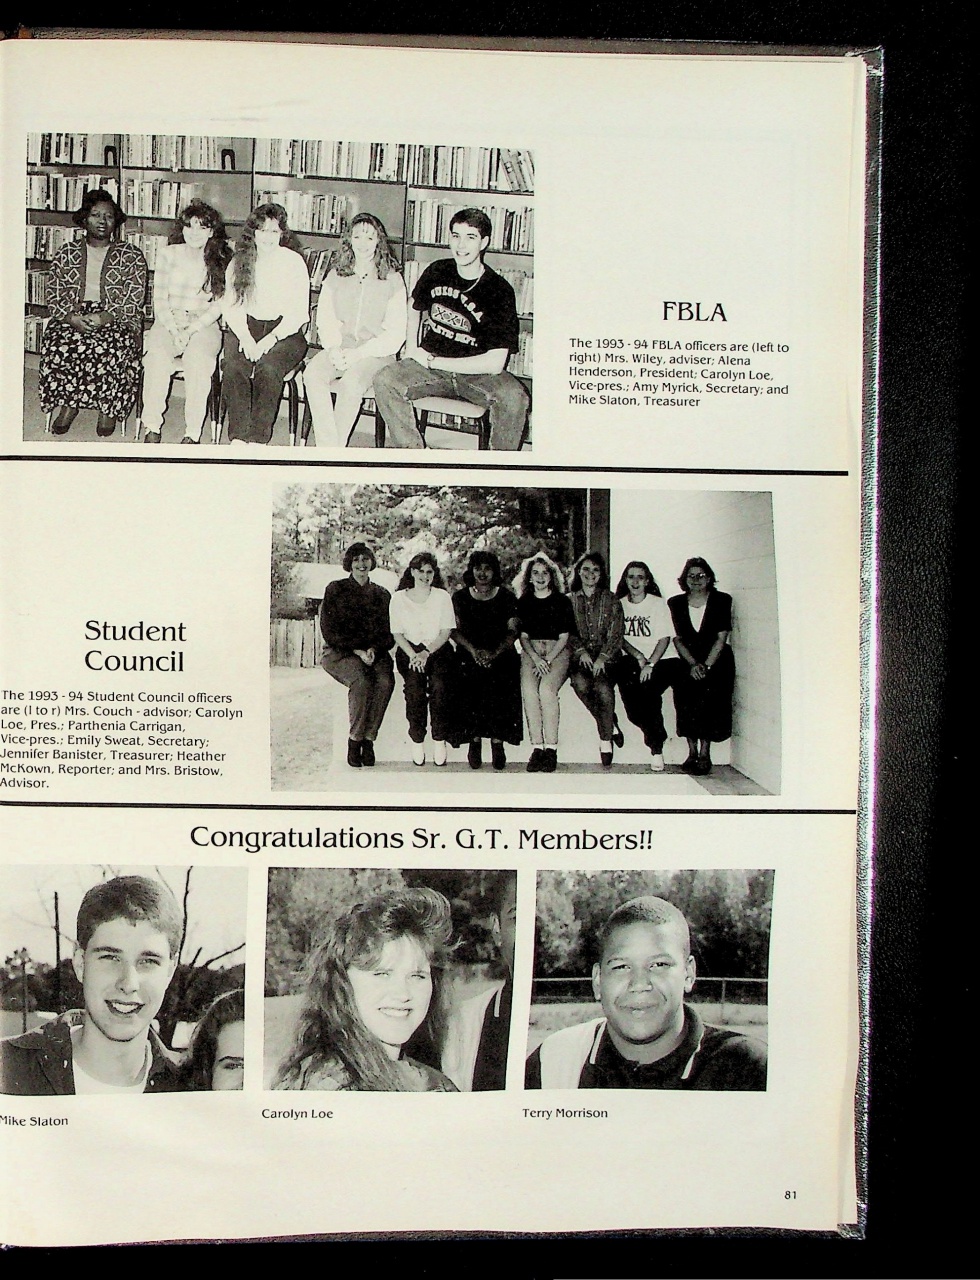 GUESS U.S.A.
XXL
FBLA
The 1993 - 94 FBLA officers are (left to
right) Mrs. Wiley, adviser; Alena
Henderson, President; Carolyn Loe,
Vice-pres.; Amy Myrick, Secretary; and
Mike Slaton, Treasurer
Student
Council
The 1993 - 94 Student Council officers
are (l to r) Mrs. Couch - advisor; Carolyn
Loe, Pres.; Parthenia Carrigan,
Vice-pres.; Emily Sweat, Secretary;
Jennifer Banister, Treasurer; Heather
McKown, Reporter; and Mrs. Bristow,
Advisor.
Congratulations Sr. G.T. Members!!
Mike Slaton
Carolyn Loe
Terry Morrison
81